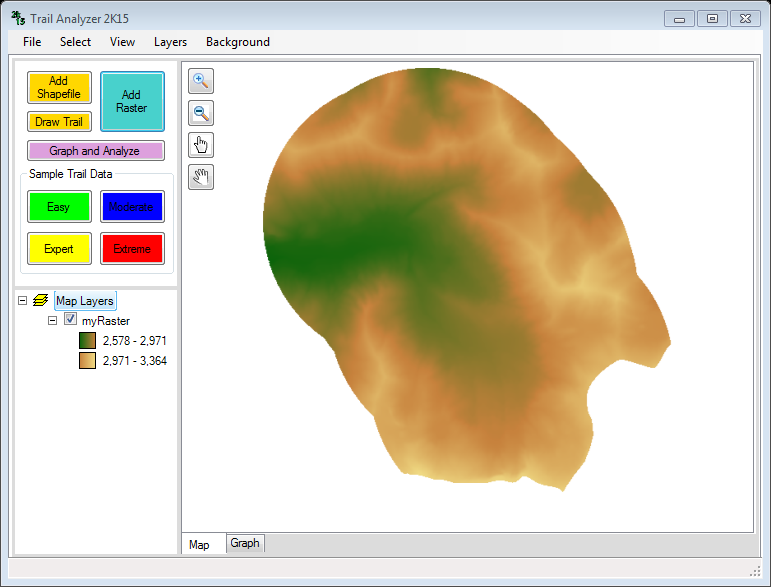 Trail Analyzer 2K15
File Select View Layers Background
Add
Shapefile
Add
Raster
Draw Trail
Graph and Analyze
Sample Trail Data
Easy
Moderate
Expert
Extreme
Map Layers
myRaster
2,578 - 2,971
2,971 - 3,364
Map
Graph